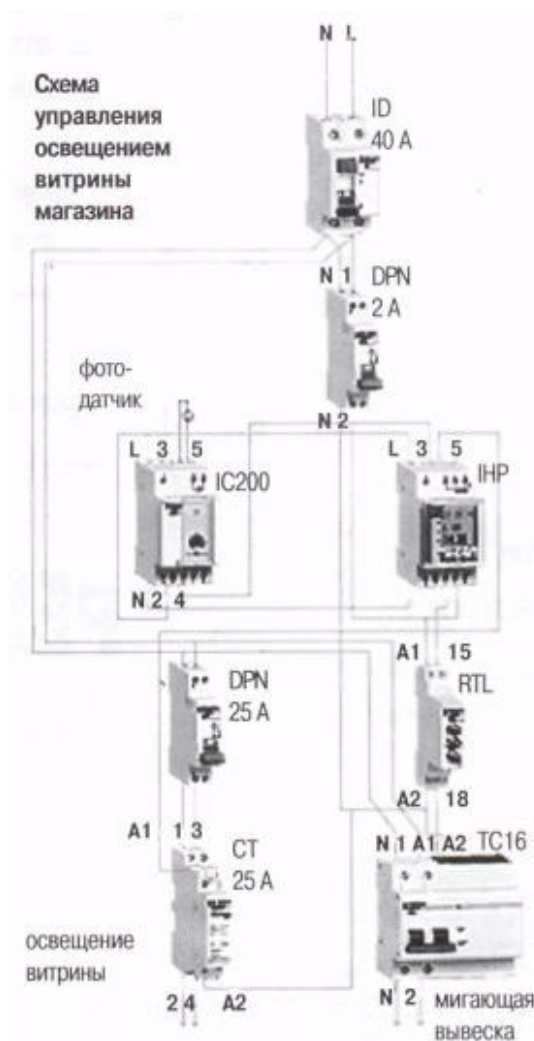 N L
Схема
управления
освещением
витрины
магазина
ID
40 А
N 1
DPN
2 А
фото-
датчик
N 2
L 3 5
IC200
L 3 5
IHP
N 2 4
A1 15
RTL
DPN
25 А
A2 18
A1 1 3
CT
25 А
N 1 A1 A2
TC16
освещение
витрины
2 4
A2
N 2
мигающая
вывеска